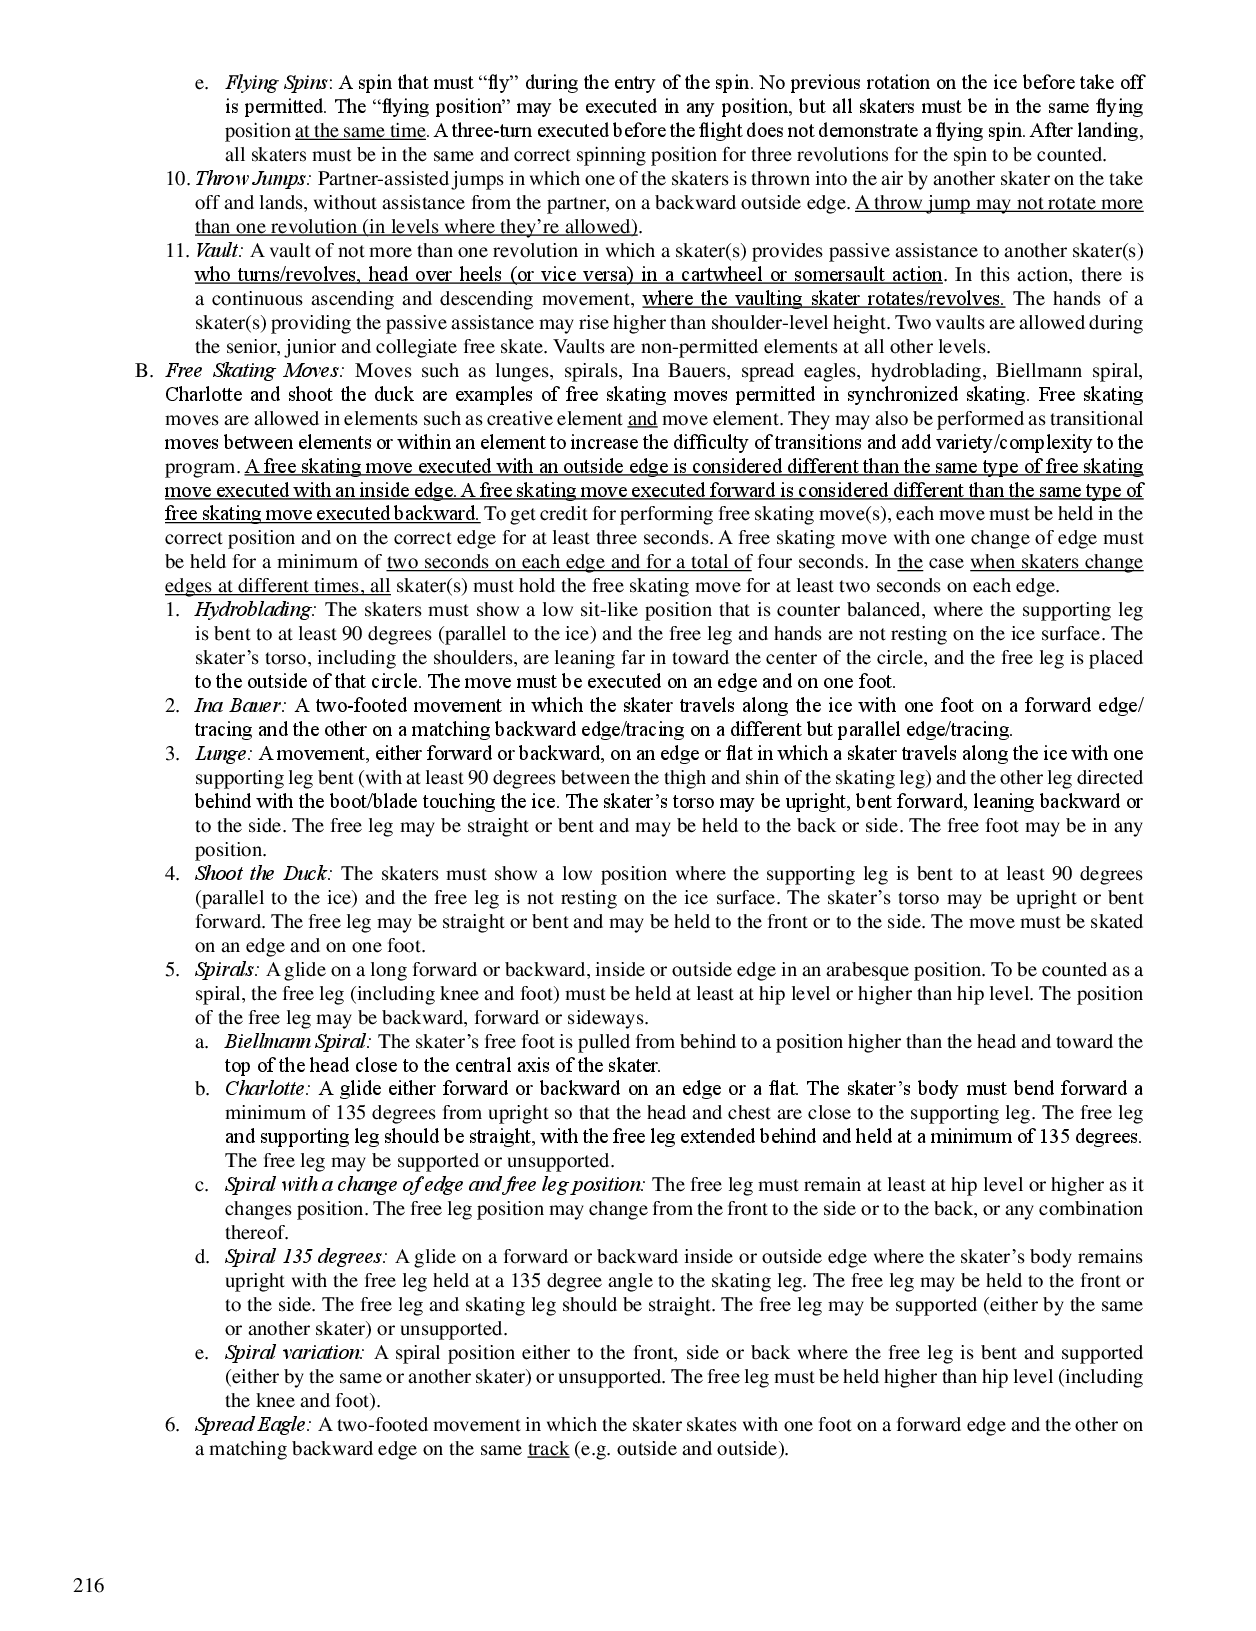 e. Flying Spins: A spin that must “fly” during the entry of the spin. No previous rotation on the ice before take off
is permitted. The “flying position” may be executed in any position, but all skaters must be in the same flying
position at the same time. A three-turn executed before the flight does not demonstrate a flying spin. After landing,
all skaters must be in the same and correct spinning position for three revolutions for the spin to be counted.
10. Throw Jumps: Partner-assisted jumps in which one of the skaters is thrown into the air by another skater on the take
off and lands, without assistance from the partner, on a backward outside edge. A throw jump may not rotate more
than one revolution (in levels where they’re allowed).
11. Vault: A vault of not more than one revolution in which a skater(s) provides passive assistance to another skater(s)
who turns/revolves, head over heels (or vice versa) in a cartwheel or somersault action. In this action, there is
a continuous ascending and descending movement, where the vaulting skater rotates/revolves. The hands of a
skater(s) providing the passive assistance may rise higher than shoulder-level height. Two vaults are allowed during
the senior, junior and collegiate free skate. Vaults are non-permitted elements at all other levels.
B. Free Skating Moves: Moves such as lunges, spirals, Ina Bauers, spread eagles, hydroblading, Biellmann spiral,
Charlotte and shoot the duck are examples of free skating moves permitted in synchronized skating. Free skating
moves are allowed in elements such as creative element and move element. They may also be performed as transitional
moves between elements or within an element to increase the difficulty of transitions and add variety/complexity to the
program. A free skating move executed with an outside edge is considered different than the same type of free skating
move executed with an inside edge. A free skating move executed forward is considered different than the same type of
free skating move executed backward. To get credit for performing free skating move(s), each move must be held in the
correct position and on the correct edge for at least three seconds. A free skating move with one change of edge must
be held for a minimum of two seconds on each edge and for a total of four seconds. In the case when skaters change
edges at different times, all skater(s) must hold the free skating move for at least two seconds on each edge.
1. Hydroblading: The skaters must show a low sit-like position that is counter balanced, where the supporting leg
is bent to at least 90 degrees (parallel to the ice) and the free leg and hands are not resting on the ice surface. The
skater’s torso, including the shoulders, are leaning far in toward the center of the circle, and the free leg is placed
to the outside of that circle. The move must be executed on an edge and on one foot.
2. Ina Bauer: A two-footed movement in which the skater travels along the ice with one foot on a forward edge/
tracing and the other on a matching backward edge/tracing on a different but parallel edge/tracing.
3. Lunge: A movement, either forward or backward, on an edge or flat in which a skater travels along the ice with one
supporting leg bent (with at least 90 degrees between the thigh and shin of the skating leg) and the other leg directed
behind with the boot/blade touching the ice. The skater’s torso may be upright, bent forward, leaning backward or
to the side. The free leg may be straight or bent and may be held to the back or side. The free foot may be in any
position.
4. Shoot the Duck: The skaters must show a low position where the supporting leg is bent to at least 90 degrees
(parallel to the ice) and the free leg is not resting on the ice surface. The skater’s torso may be upright or bent
forward. The free leg may be straight or bent and may be held to the front or to the side. The move must be skated
on an edge and on one foot.
5. Spirals: A glide on a long forward or backward, inside or outside edge in an arabesque position. To be counted as a
spiral, the free leg (including knee and foot) must be held at least at hip level or higher than hip level. The position
of the free leg may be backward, forward or sideways.
a. Biellmann Spiral: The skater’s free foot is pulled from behind to a position higher than the head and toward the
top of the head close to the central axis of the skater.
b. Charlotte: A glide either forward or backward on an edge or a flat. The skater’s body must bend forward a
minimum of 135 degrees from upright so that the head and chest are close to the supporting leg. The free leg
and supporting leg should be straight, with the free leg extended behind and held at a minimum of 135 degrees.
The free leg may be supported or unsupported.
c. Spiral with a change of edge and free leg position: The free leg must remain at least at hip level or higher as it
changes position. The free leg position may change from the front to the side or to the back, or any combination
thereof.
d. Spiral 135 degrees: A glide on a forward or backward inside or outside edge where the skater’s body remains
upright with the free leg held at a 135 degree angle to the skating leg. The free leg may be held to the front or
to the side. The free leg and skating leg should be straight. The free leg may be supported (either by the same
or another skater) or unsupported.
e. Spiral variation: A spiral position either to the front, side or back where the free leg is bent and supported
(either by the same or another skater) or unsupported. The free leg must be held higher than hip level (including
the knee and foot).
6. Spread Eagle: A two-footed movement in which the skater skates with one foot on a forward edge and the other on
a matching backward edge on the same track (e.g. outside and outside).
216